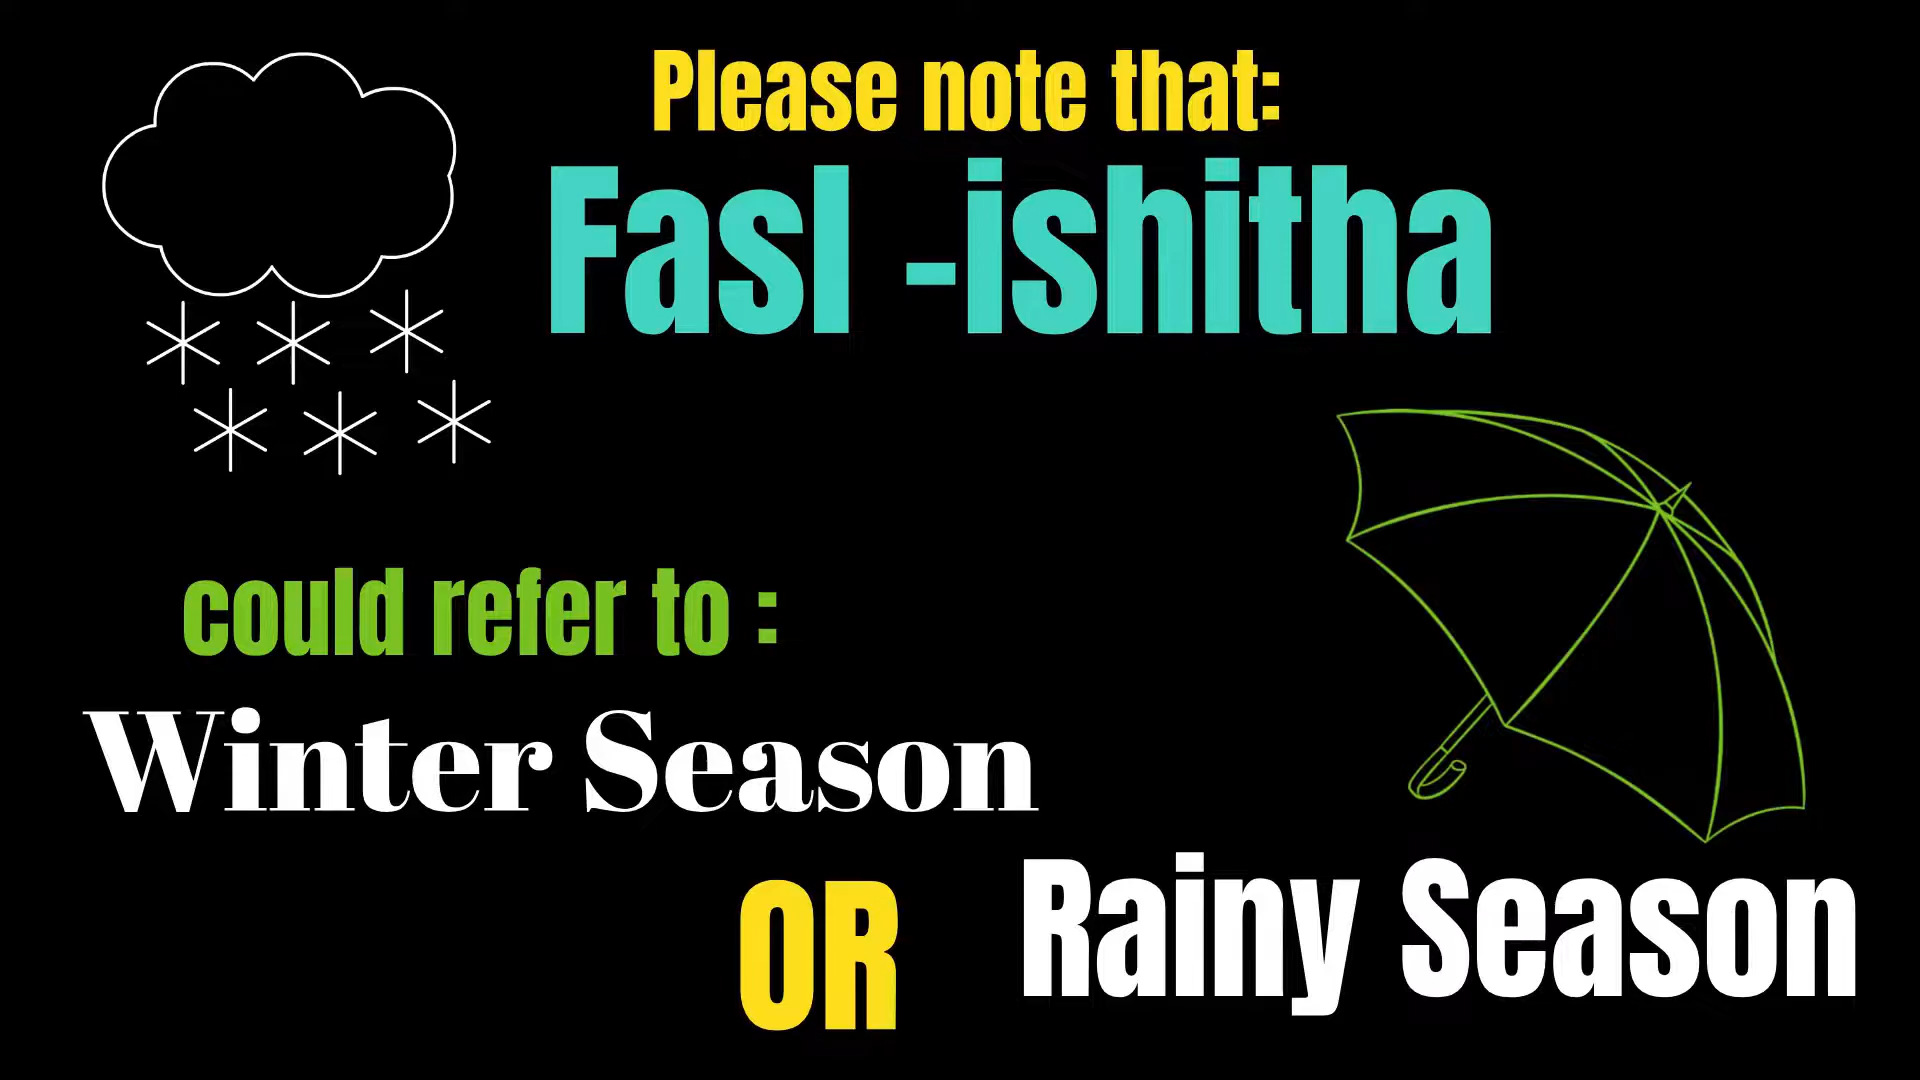 Please note that:
Fasl -ishitha
could refer to :
Winter Season
OR
Rainy Season